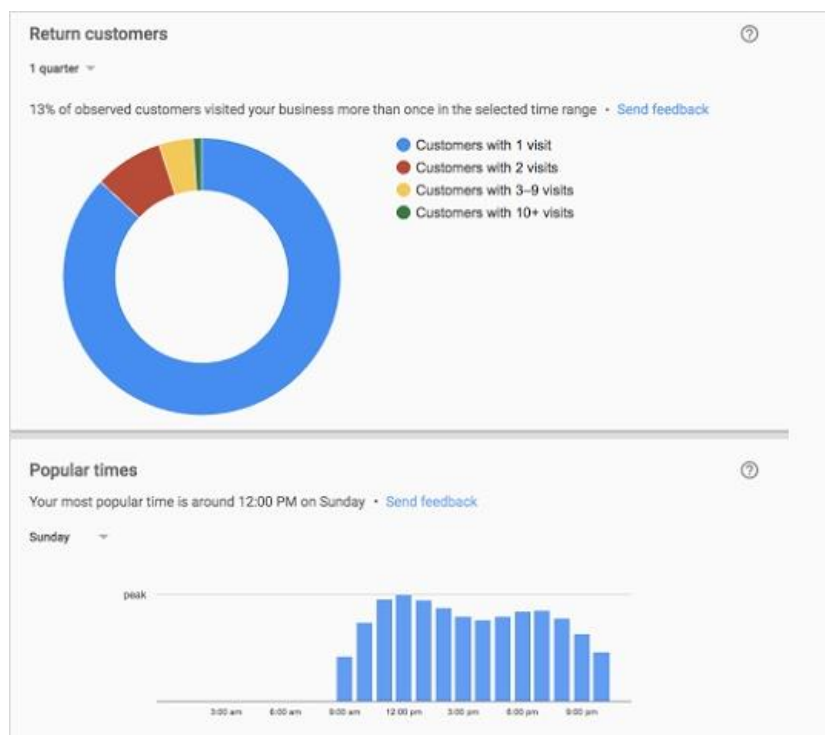 Return customers
1 quarter
13% of observed customers visited your business more than once in the selected time range • Send feedback
Customers with 1 visit
Customers with 2 visits
Customers with 3–9 visits
Customers with 10+ visits
Popular times
Your most popular time is around 12:00 PM on Sunday • Send feedback
Sunday
peak
3:00 am 6:00 am 9:00 am 12:00 pm 3:00 pm 6:00 pm 9:00 pm